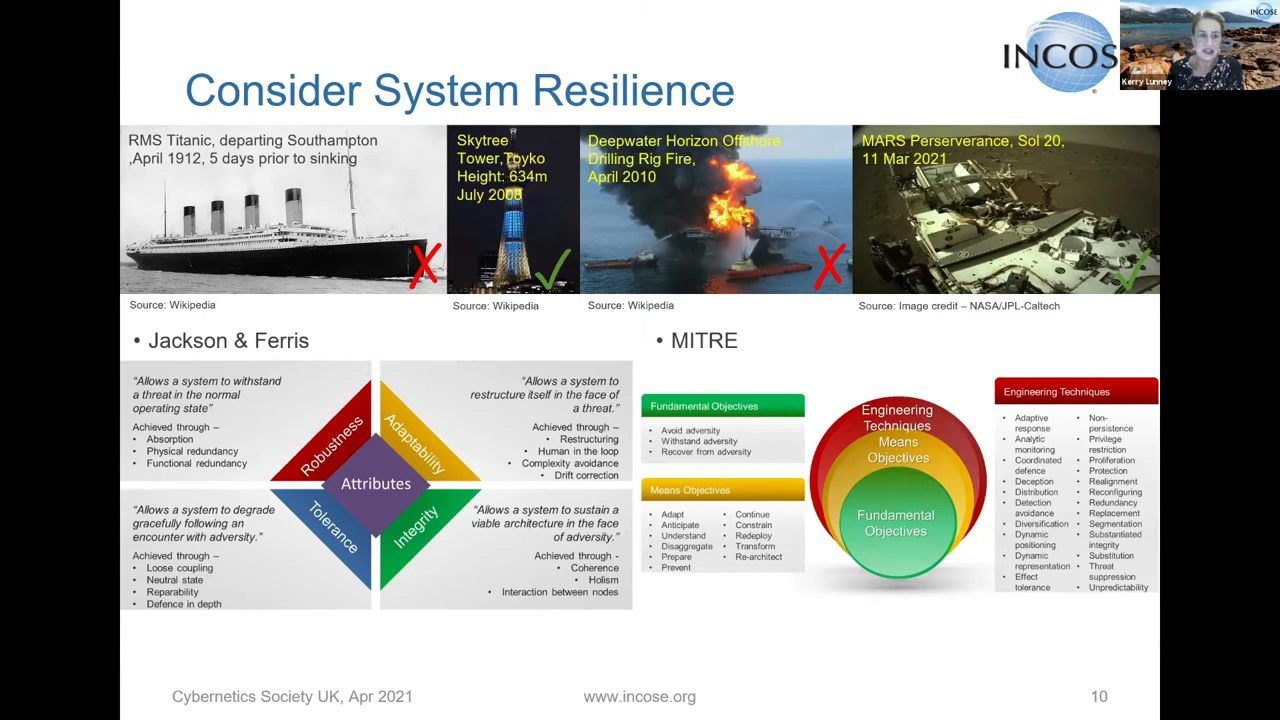 INCOSE
Kerry Lunney
INCOS
®
Consider System Resilience
RMS Titanic, departing Southampton
,April 1912, 5 days prior to sinking
Skytree
Tower,Toyko
Height: 634m
July 2008
Deepwater Horizon Offshore
Drilling Rig Fire,
April 2010
MARS Perserverance, Sol 20,
11 Mar 2021
Source: Wikipedia
Source: Wikipedia
Source: Wikipedia
Source: Image credit – NASA/JPL-Caltech
• Jackson & Ferris
“Allows a system to withstand
a threat in the normal
operating state”
Achieved through –
• Absorption
• Physical redundancy
• Functional redundancy
“Allows a system to
restructure itself in the face of
a threat.”
Achieved through –
• Restructuring
• Human in the loop
• Complexity avoidance
• Drift correction
Robustness
Adaptability
Attributes
Tolerance
Integrity
“Allows a system to degrade
gracefully following an
encounter with adversity.”
Achieved through –
• Loose coupling
• Neutral state
• Reparability
• Defence in depth
“Allows a system to sustain a
viable architecture in the face
of adversity.”
Achieved through -
• Coherence
• Holism
• Interaction between nodes
• MITRE
Fundamental Objectives
• Avoid adversity
• Withstand adversity
• Recover from adversity
Means Objectives
• Adapt
• Anticipate
• Understand
• Disaggregate
• Prepare
• Prevent
• Continue
• Constrain
• Redeploy
• Transform
• Re-architect
Engineering
Techniques
Means
Objectives
Fundamental
Objectives
Engineering Techniques
• Adaptive
response
• Analytic
monitoring
• Coordinated
defence
• Deception
• Distribution
• Detection
avoidance
• Diversification
• Dynamic
positioning
• Dynamic
representation
• Effect
tolerance
• Non-
persistence
• Privilege
restriction
• Proliferation
• Protection
• Realignment
• Reconfiguring
• Redundancy
• Replacement
• Segmentation
• Substantiated
integrity
• Substitution
• Threat
suppression
• Unpredictability
Cybernetics Society UK, Apr 2021
www.incose.org
10